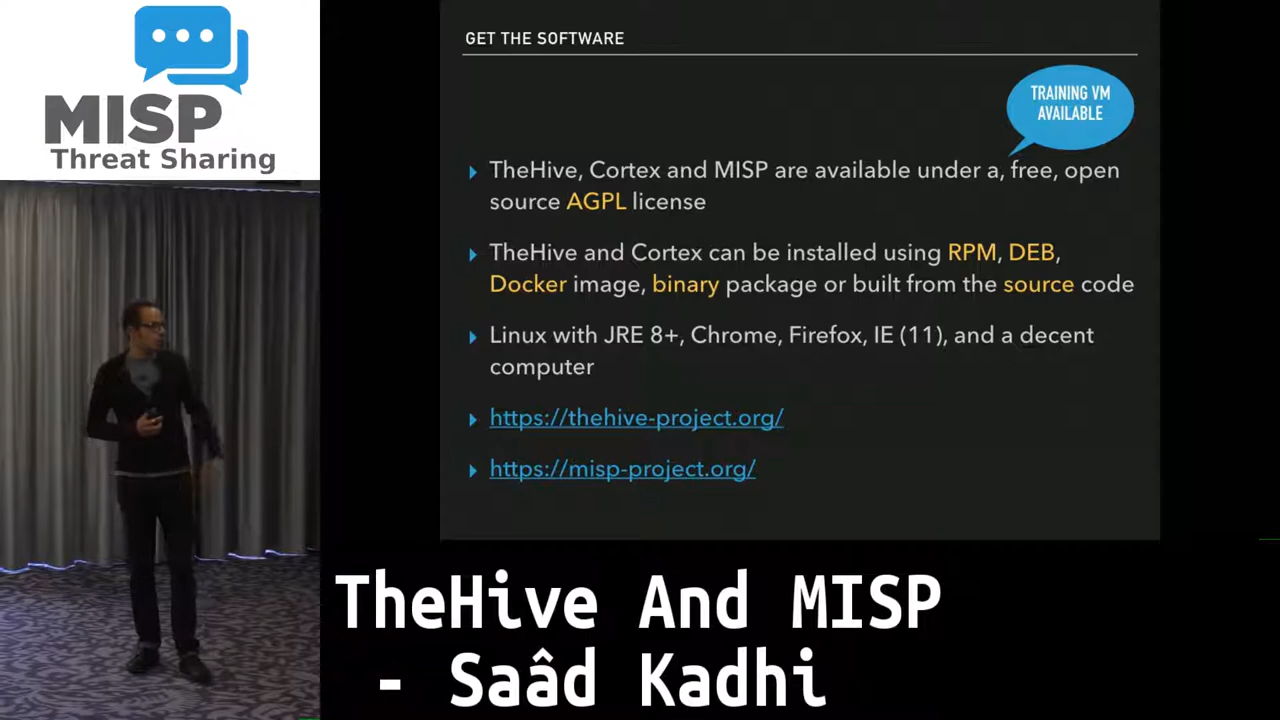 MISP
Threat Sharing
GET THE SOFTWARE
TRAINING VM
AVAILABLE
TheHive, Cortex and MISP are available under a, free, open
source AGPL license
TheHive and Cortex can be installed using RPM, DEB,
Docker image, binary package or built from the source code
Linux with JRE 8+, Chrome, Firefox, IE (11), and a decent
computer
https://thehive-project.org/
https://misp-project.org/
TheHive And MISP
- Saâd Kadhi